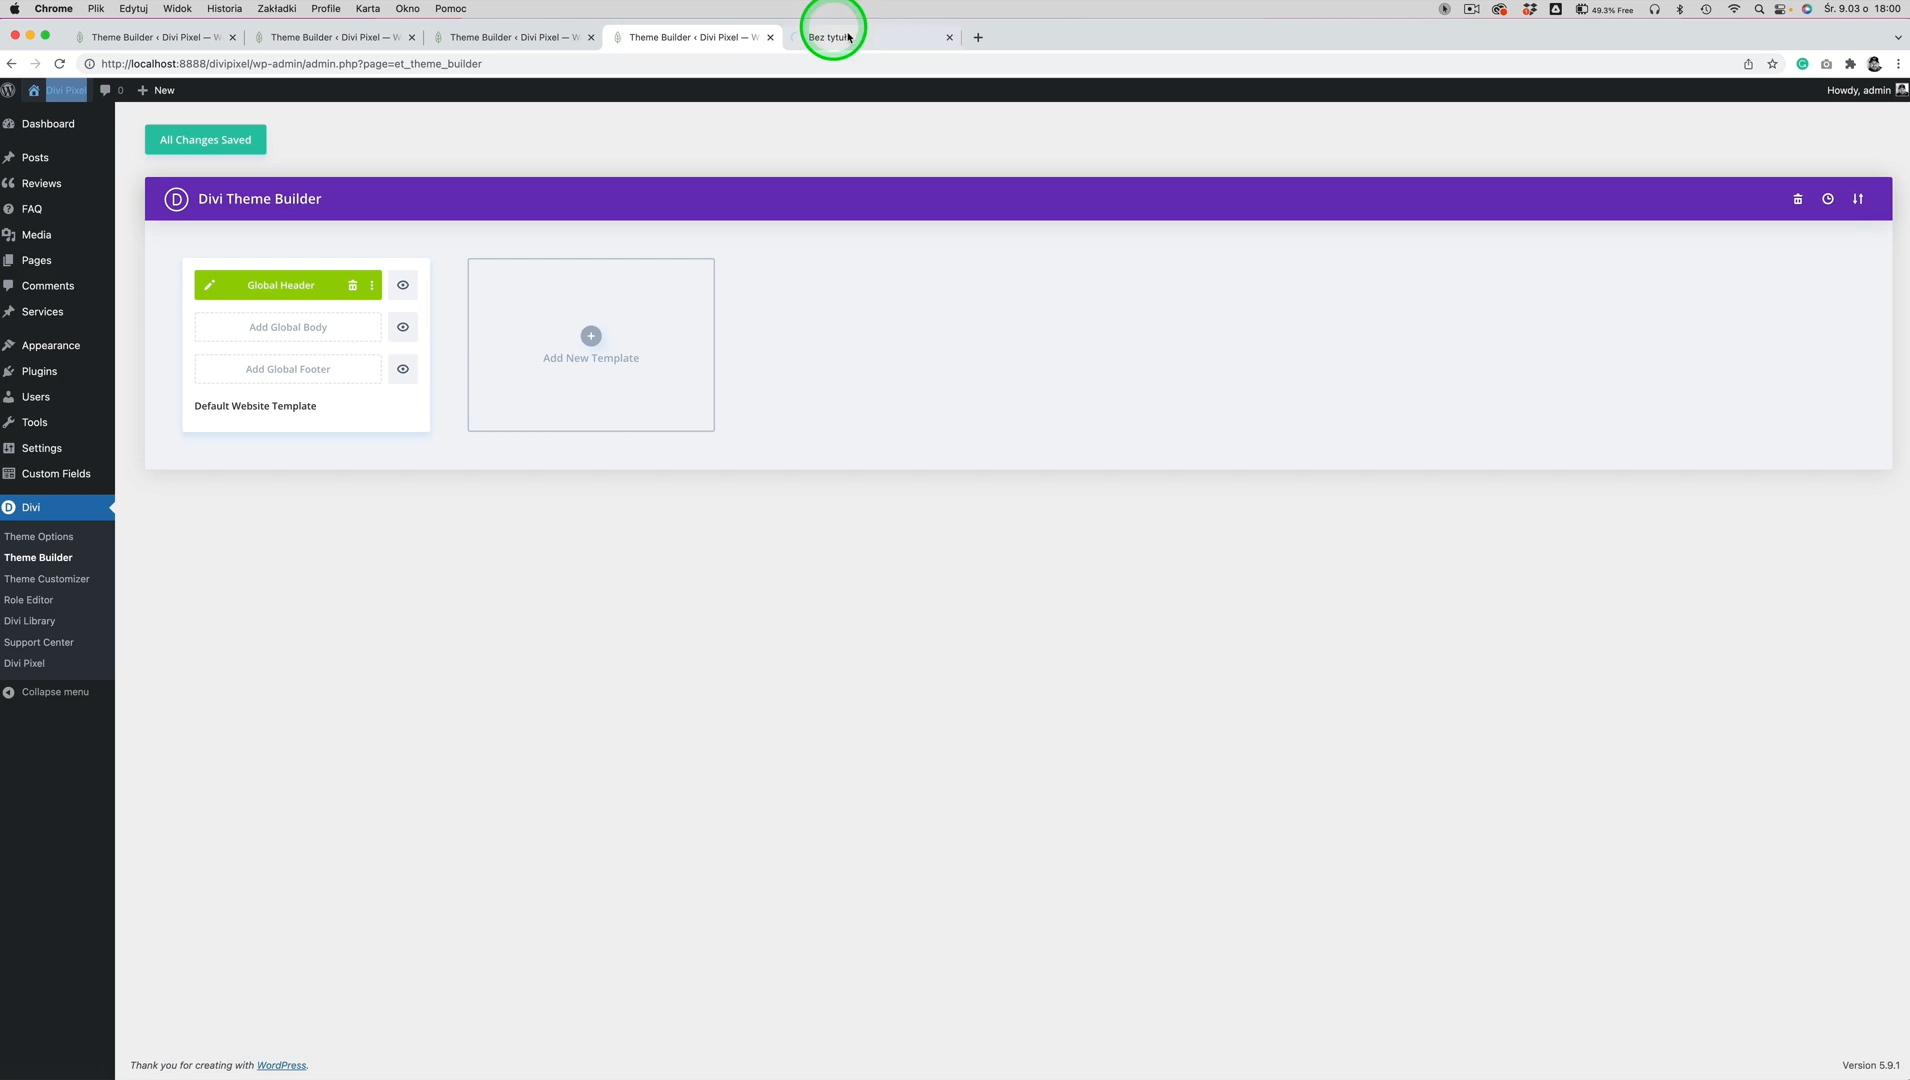 Chrome Plik Edytuj Widok Historia Zakładki Profile Karta Okno Pomoc 49.3% Free Śr. 9.03 o 18:00
Theme Builder ‹ Divi Pixel — W Theme Builder ‹ Divi Pixel — W Theme Builder ‹ Divi Pixel — W Theme Builder ‹ Divi Pixel — W Bez tytułu
http://localhost:8888/divipixel/wp-admin/admin.php?page=et_theme_builder
Divi Pixel 0 New Howdy, admin
Dashboard
Posts
Reviews
FAQ
Media
Pages
Comments
Services
Appearance
Plugins
Users
Tools
Settings
Custom Fields
Divi
Theme Options
Theme Builder
Theme Customizer
Role Editor
Divi Library
Support Center
Divi Pixel
Collapse menu
All Changes Saved
D Divi Theme Builder
Global Header
Add Global Body
Add Global Footer
Default Website Template
Add New Template
Thank you for creating with WordPress.
Version 5.9.1